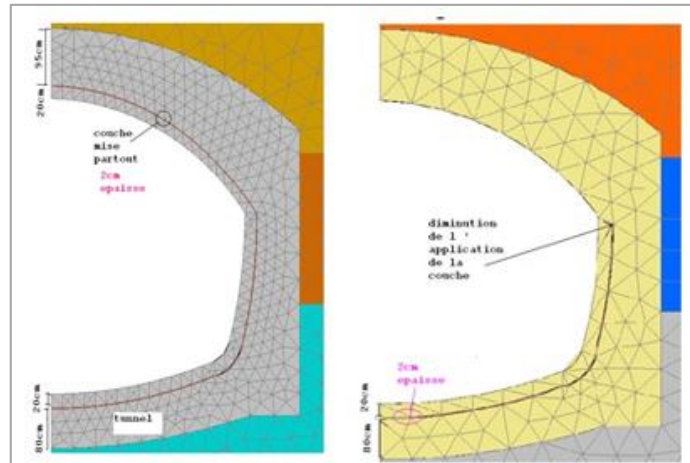 95cm
20cm
couche
mise
partout
2cm
epaisse
20cm
80cm
tunnel
diminution
de l '
application
de la
couche
2cm
epaisse
20cm
80cm